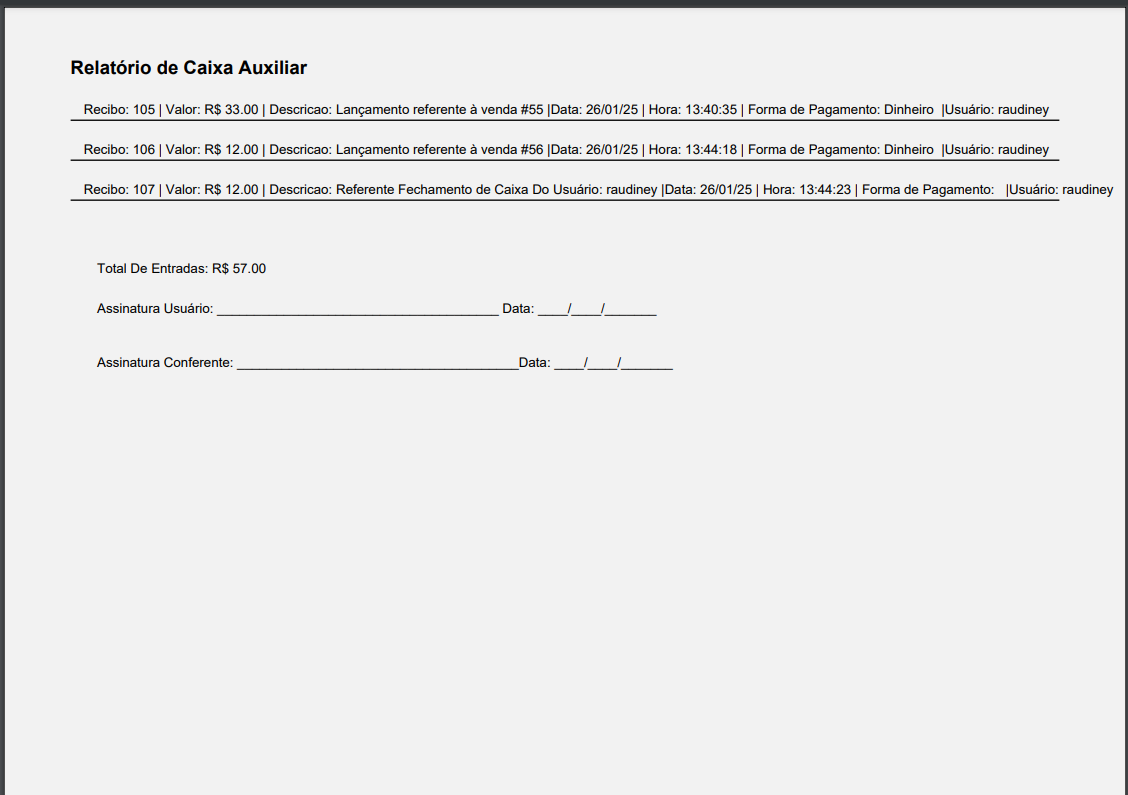 Relatório de Caixa Auxiliar
Recibo: 105 | Valor: R$ 33.00 | Descricao: Lançamento referente à venda #55 |Data: 26/01/25 | Hora: 13:40:35 | Forma de Pagamento: Dinheiro |Usuário: raudiney
Recibo: 106 | Valor: R$ 12.00 | Descricao: Lançamento referente à venda #56 |Data: 26/01/25 | Hora: 13:44:18 | Forma de Pagamento: Dinheiro |Usuário: raudiney
Recibo: 107 | Valor: R$ 12.00 | Descricao: Referente Fechamento de Caixa Do Usuário: raudiney |Data: 26/01/25 | Hora: 13:44:23 | Forma de Pagamento: |Usuário: raudiney
Total De Entradas: R$ 57.00
Assinatura Usuário: ______________________________________ Data: ____/____/_______
Assinatura Conferente: ______________________________________Data: ____/____/_______